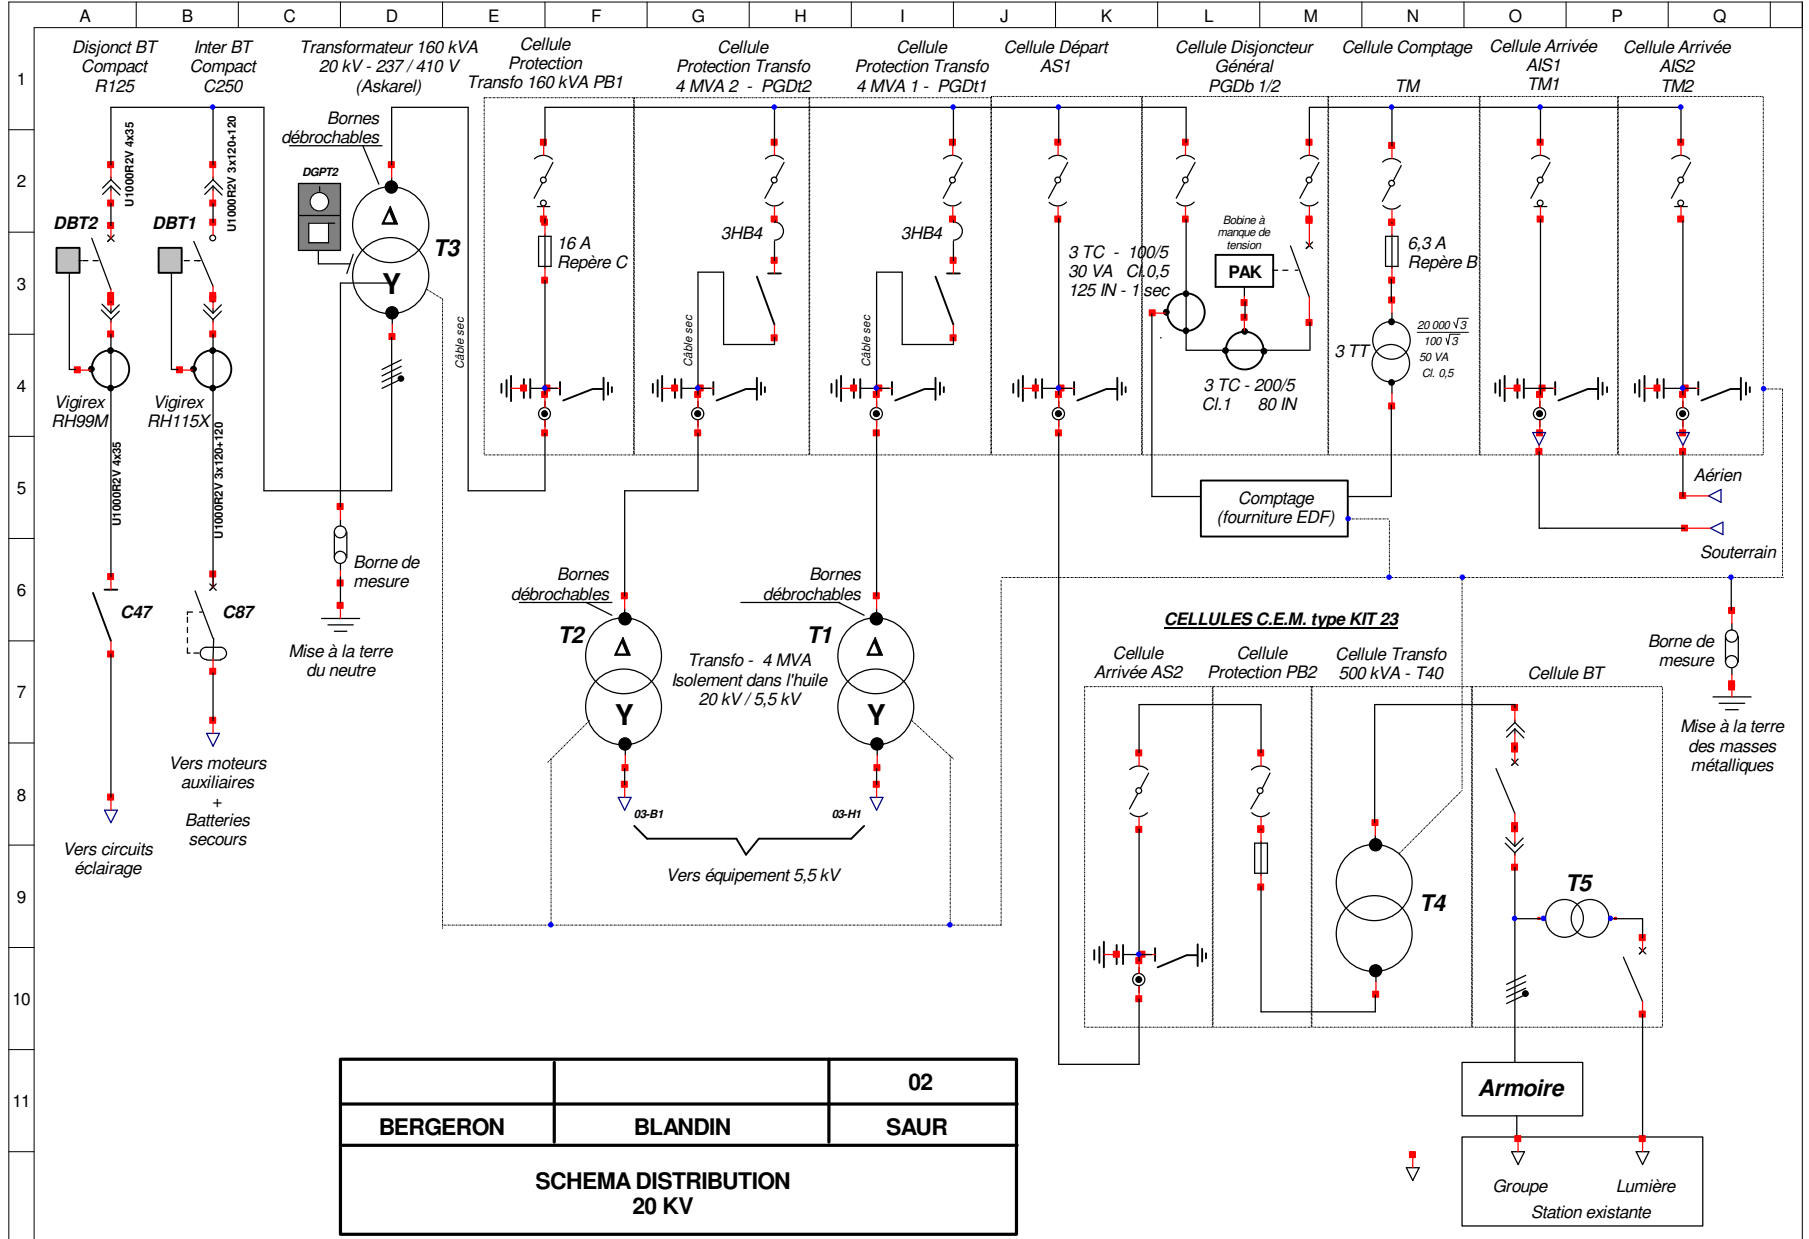 A B C D E F G H I J K L M N O P Q
1
2
3
4
5
6
7
8
9
10
11
Disjonct BT
Compact
R125
Inter BT
Compact
C250
Transformateur 160 kVA
20 kV - 237 / 410 V
(Askarel)
Cellule
Protection
Transfo 160 kVA PB1
Cellule
Protection Transfo
4 MVA 2 - PGDt2
Cellule
Protection Transfo
4 MVA 1 - PGDt1
Cellule Départ
AS1
Cellule Disjoncteur
Général
PGDb 1/2
Cellule Comptage
TM
Cellule Arrivée
AIS1
TM1
Cellule Arrivée
AIS2
TM2
U1000R2V 4x35
U1000R2V 3x120+120
Bornes
débrochables
DGPT2
DBT2
DBT1
Δ
Y
T3
16 A
Repère C
3HB4
3HB4
3 TC - 100/5
30 VA Cl.0,5
125 IN - 1 sec
Bobine à
manque de
tension
PAK
6,3 A
Repère B
Câble sec
Câble sec
Câble sec
3 TT
20 000 √3
100 √3
50 VA
Cl. 0,5
3 TC - 200/5
Cl.1 80 IN
Vigirex
RH99M
Vigirex
RH115X
U1000R2V 4x35
U1000R2V 3x120+120
Comptage
(fourniture EDF)
Aérien
Souterrain
Borne de
mesure
Mise à la terre
du neutre
C47
C87
Bornes
débrochables
Bornes
débrochables
T2
Δ
Y
T1
Δ
Y
Transfo - 4 MVA
Isolement dans l'huile
20 kV / 5,5 kV
CELLULES C.E.M. type KIT 23
Cellule
Arrivée AS2
Cellule
Protection PB2
Cellule Transfo
500 kVA - T40
Cellule BT
Borne de
mesure
Mise à la terre
des masses
métalliques
Vers moteurs
auxiliaires
+
Batteries
secours
Vers circuits
éclairage
03-B1
03-H1
Vers équipement 5,5 kV
T4
T5
Armoire
Groupe
Lumière
Station existante
02
BERGERON BLANDIN SAUR
SCHEMA DISTRIBUTION
20 KV